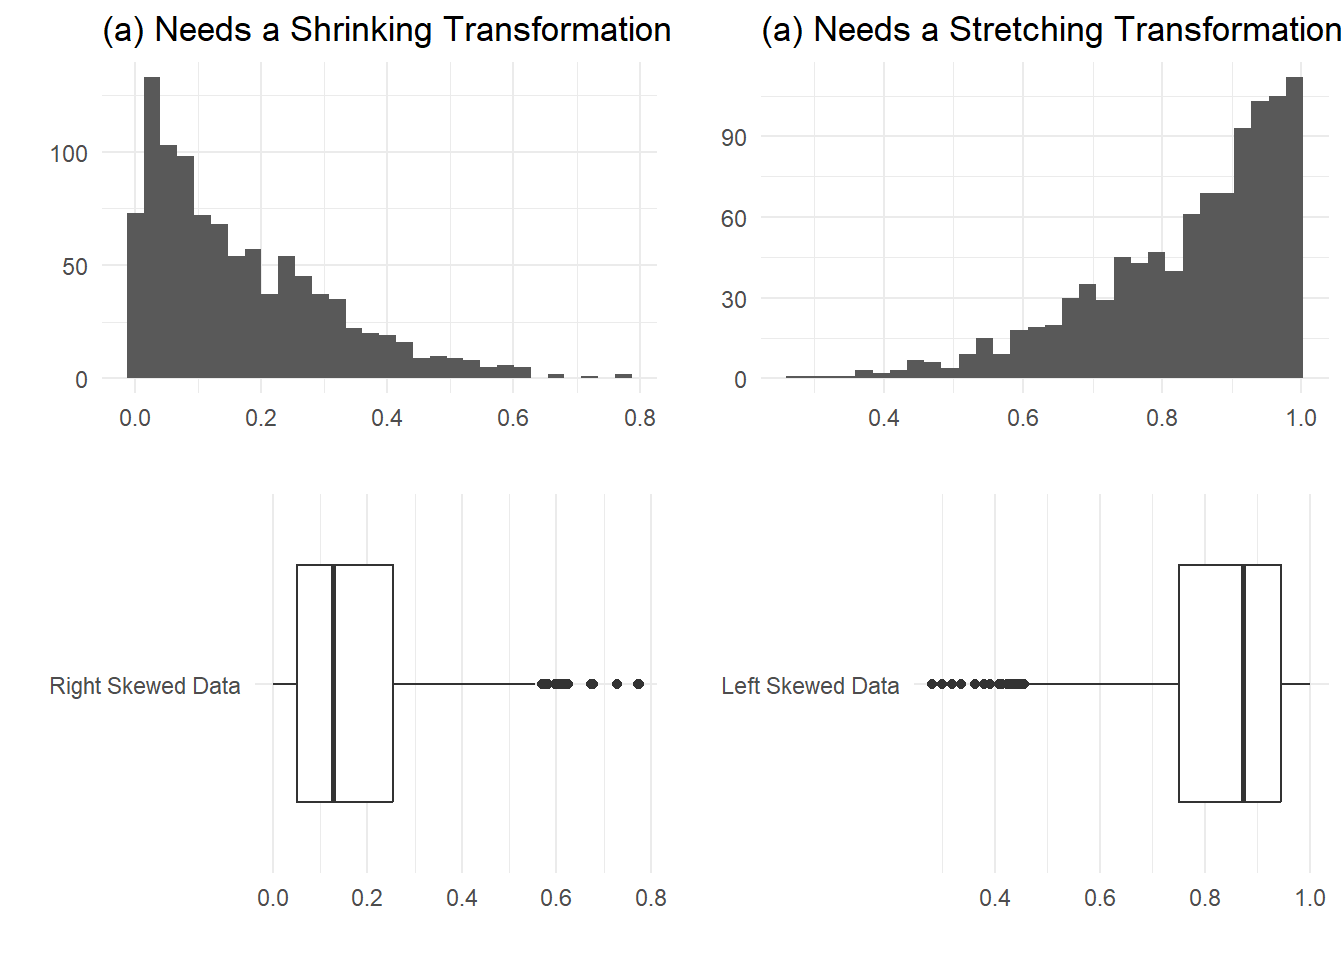 (a) Needs a Shrinking Transformation
100
50
0
0.0 0.2 0.4 0.6 0.8
(a) Needs a Stretching Transformation
90
60
30
0
0.4 0.6 0.8 1.0
Right Skewed Data
0.0 0.2 0.4 0.6 0.8
Left Skewed Data
0.4 0.6 0.8 1.0